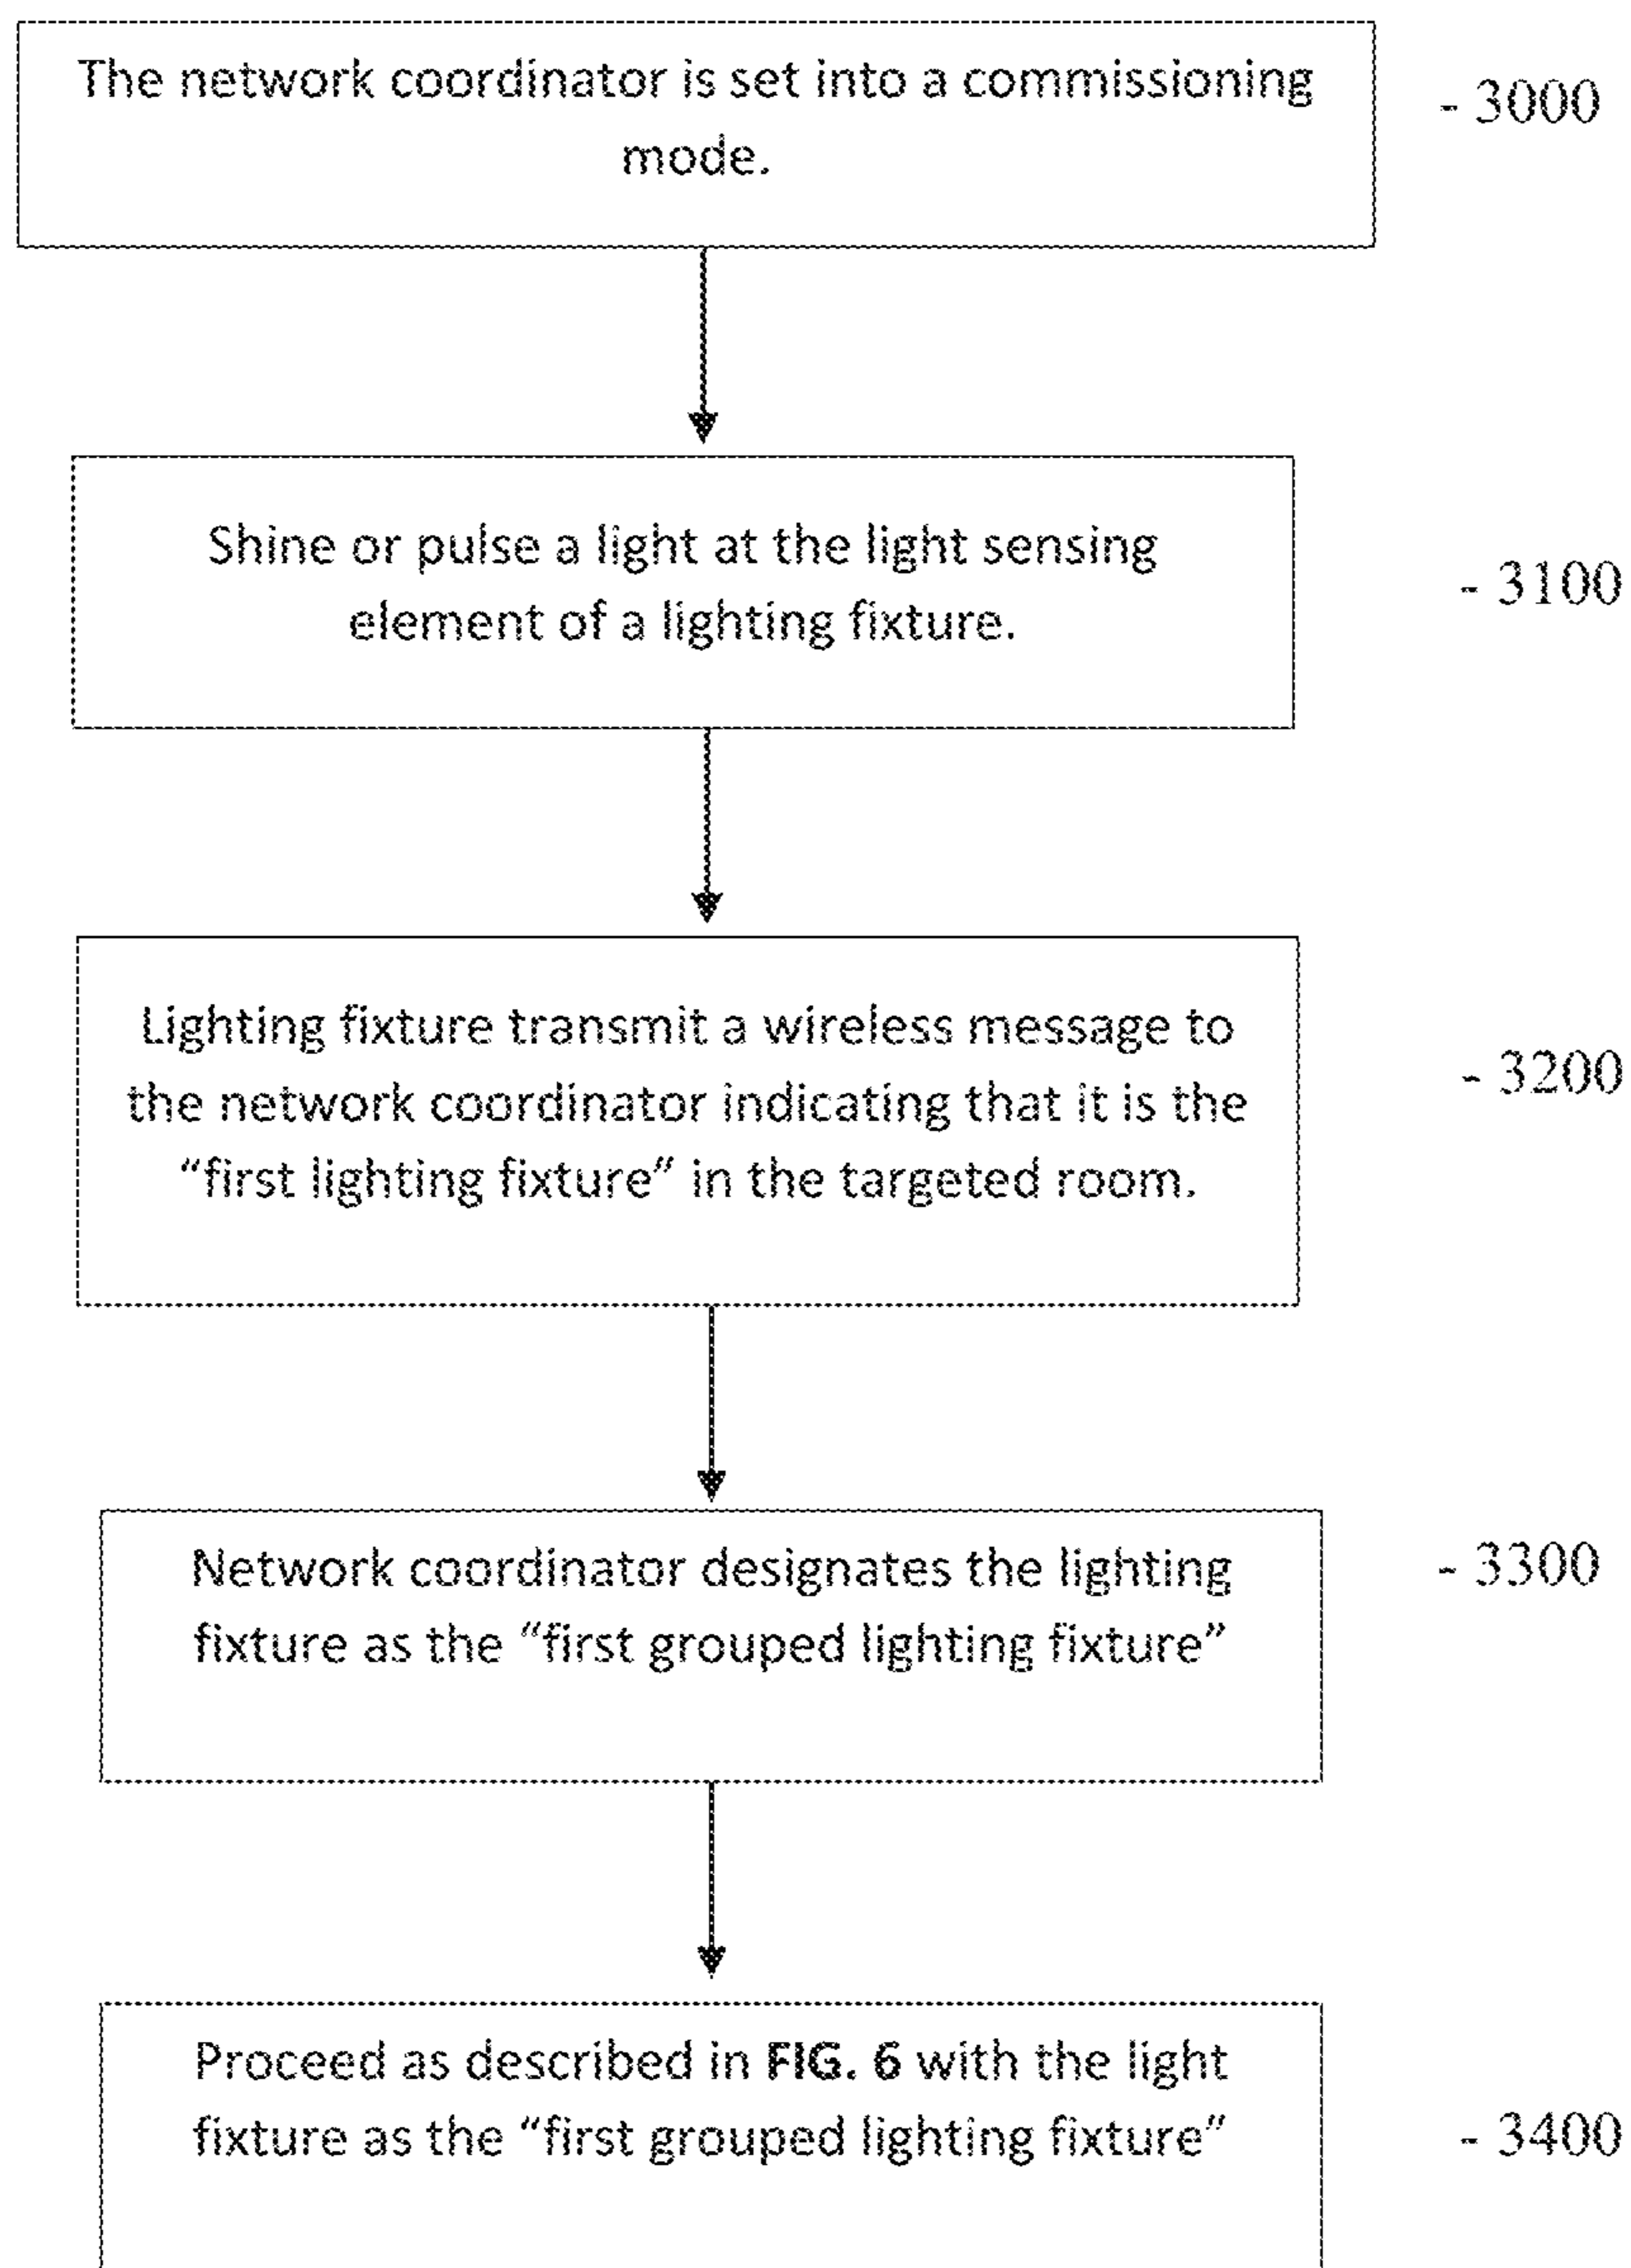 The network coordinator is set into a commissioning
mode.
- 3000
Shine or pulse a light at the light sensing
element of a lighting fixture.
- 3100
Lighting fixture transmit a wireless message to
the network coordinator indicating that it is the
“first lighting fixture” in the targeted room.
- 3200
Network coordinator designates the lighting
fixture as the “first grouped lighting fixture”
- 3300
Proceed as described in FIG. 6 with the light
fixture as the “first grouped lighting fixture”
- 3400